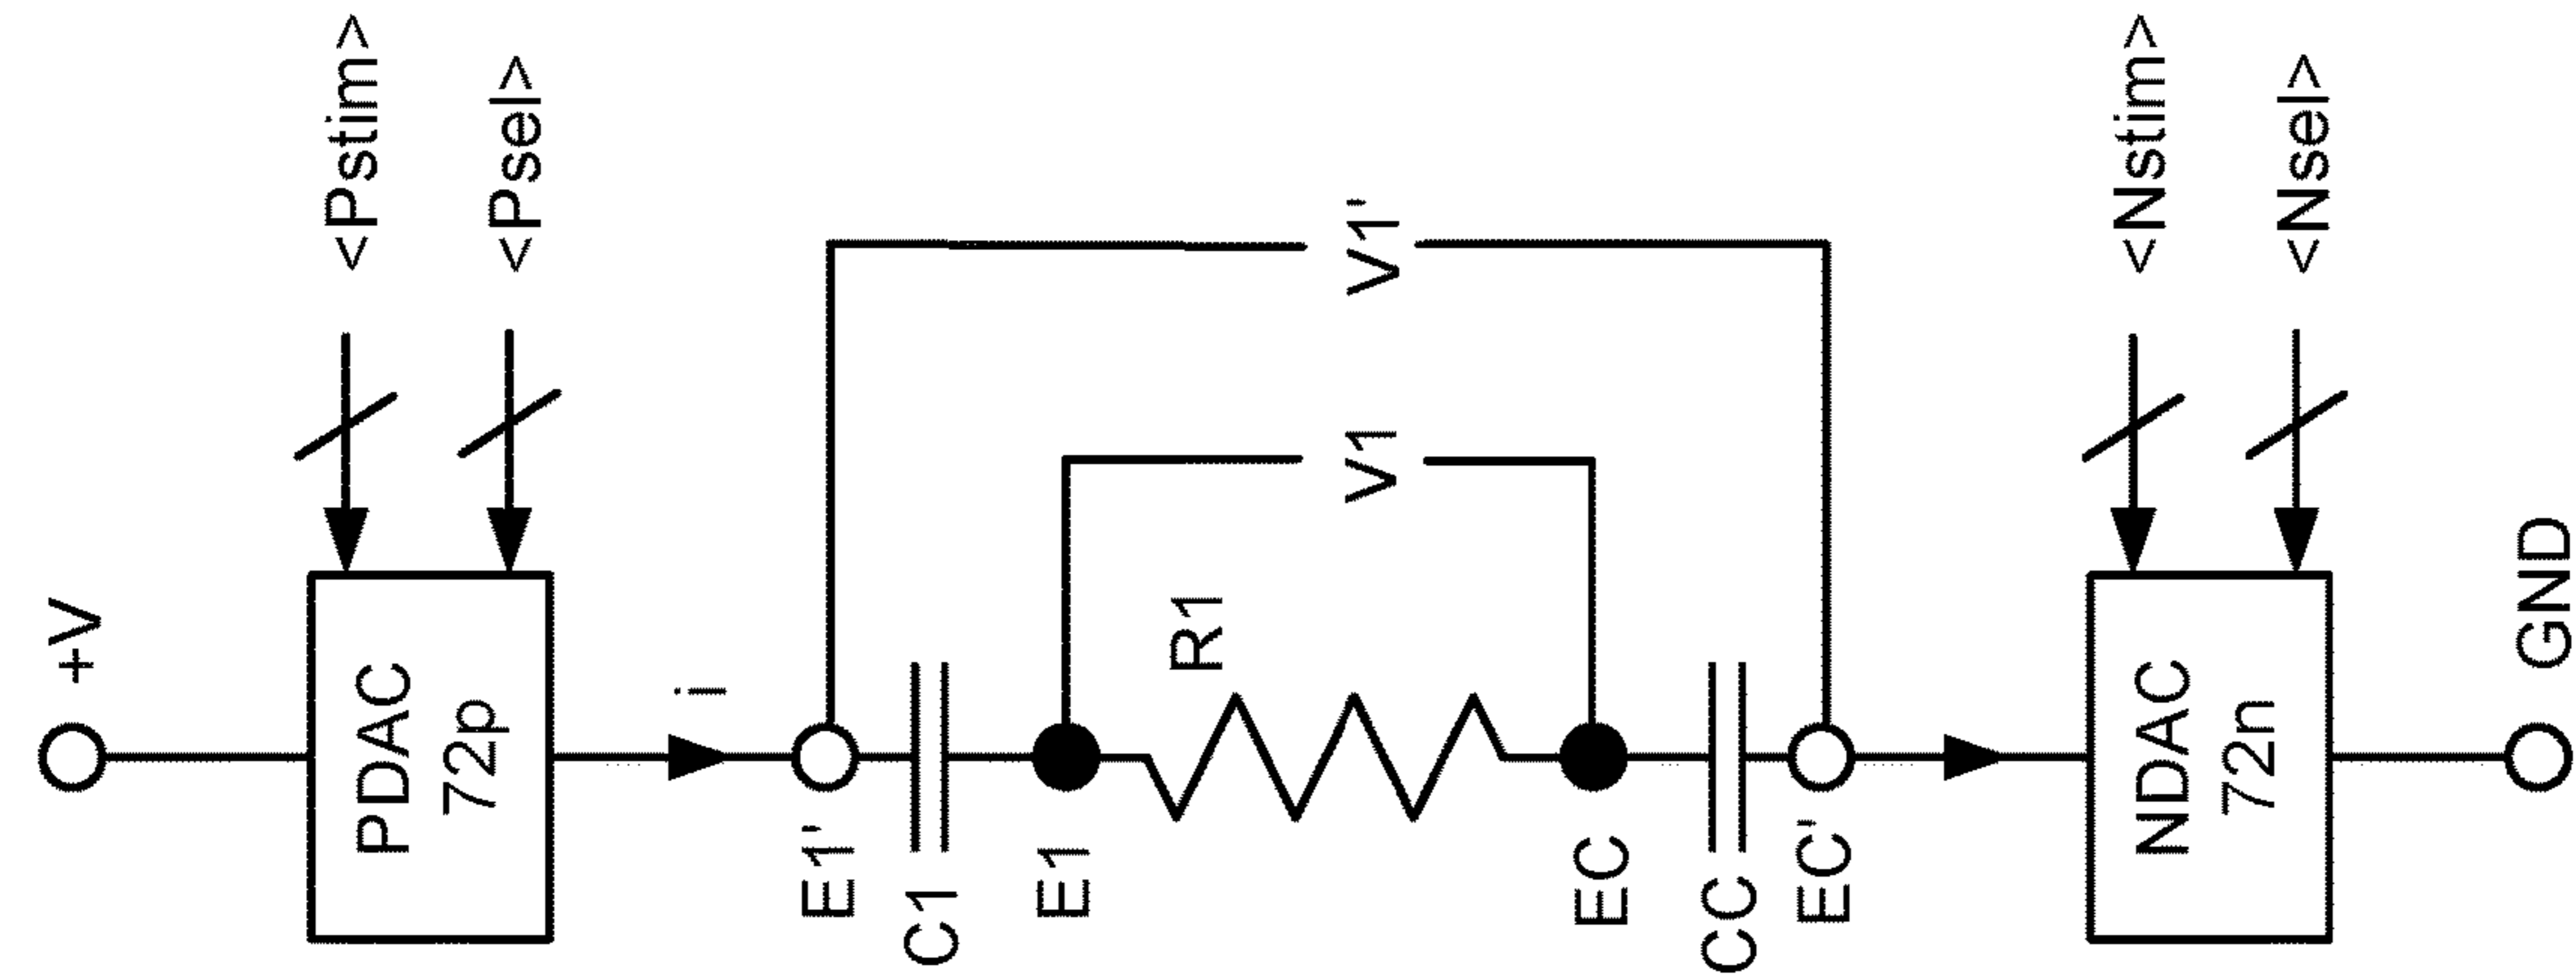 +V
PDAC
72p
<Pstim>
<Psel>
i
E1'
C1
E1
R1
V1
V1'
EC
CC
EC'
NDAC
72n
<Nstim>
<Nsel>
GND